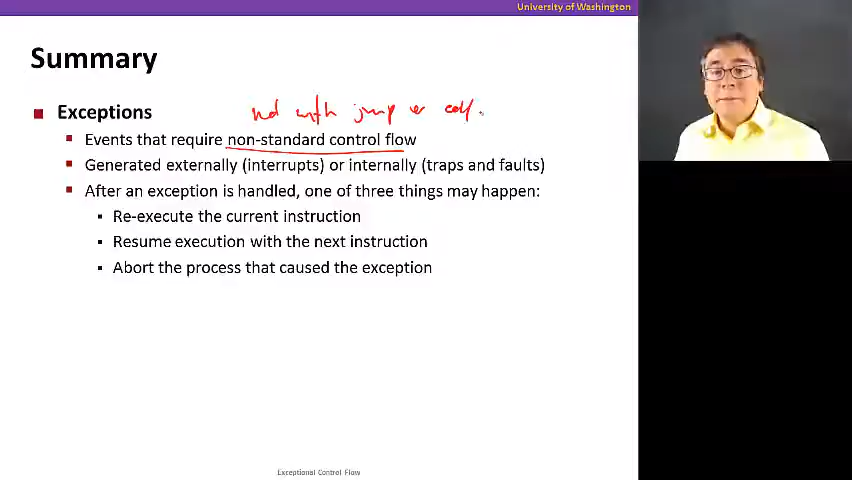 University of Washington
Summary
Exceptions
not with jump or call.
Events that require non-standard control flow
Generated externally (interrupts) or internally (traps and faults)
After an exception is handled, one of three things may happen:
Re-execute the current instruction
Resume execution with the next instruction
Abort the process that caused the exception
Exceptional Control Flow